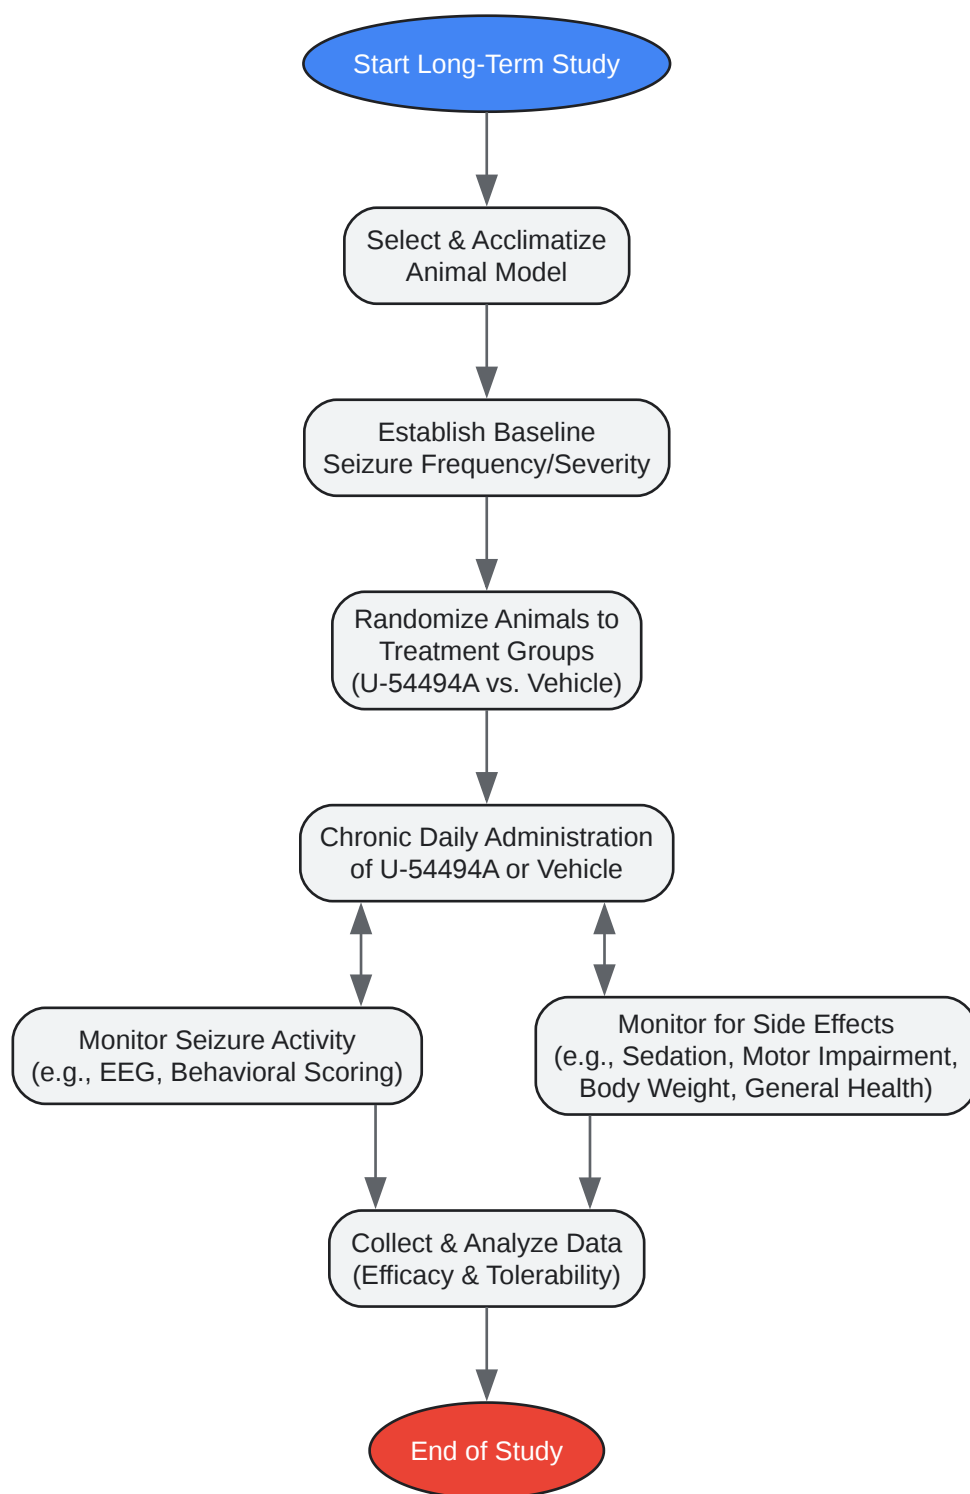 Start Long-Term Study
Select & Acclimatize
Animal Model
Establish Baseline
Seizure Frequency/Severity
Randomize Animals to
Treatment Groups
(U-54494A vs. Vehicle)
Chronic Daily Administration
of U-54494A or Vehicle
Monitor Seizure Activity
(e.g., EEG, Behavioral Scoring)
Monitor for Side Effects
(e.g., Sedation, Motor Impairment,
Body Weight, General Health)
Collect & Analyze Data
(Efficacy & Tolerability)
End of Study